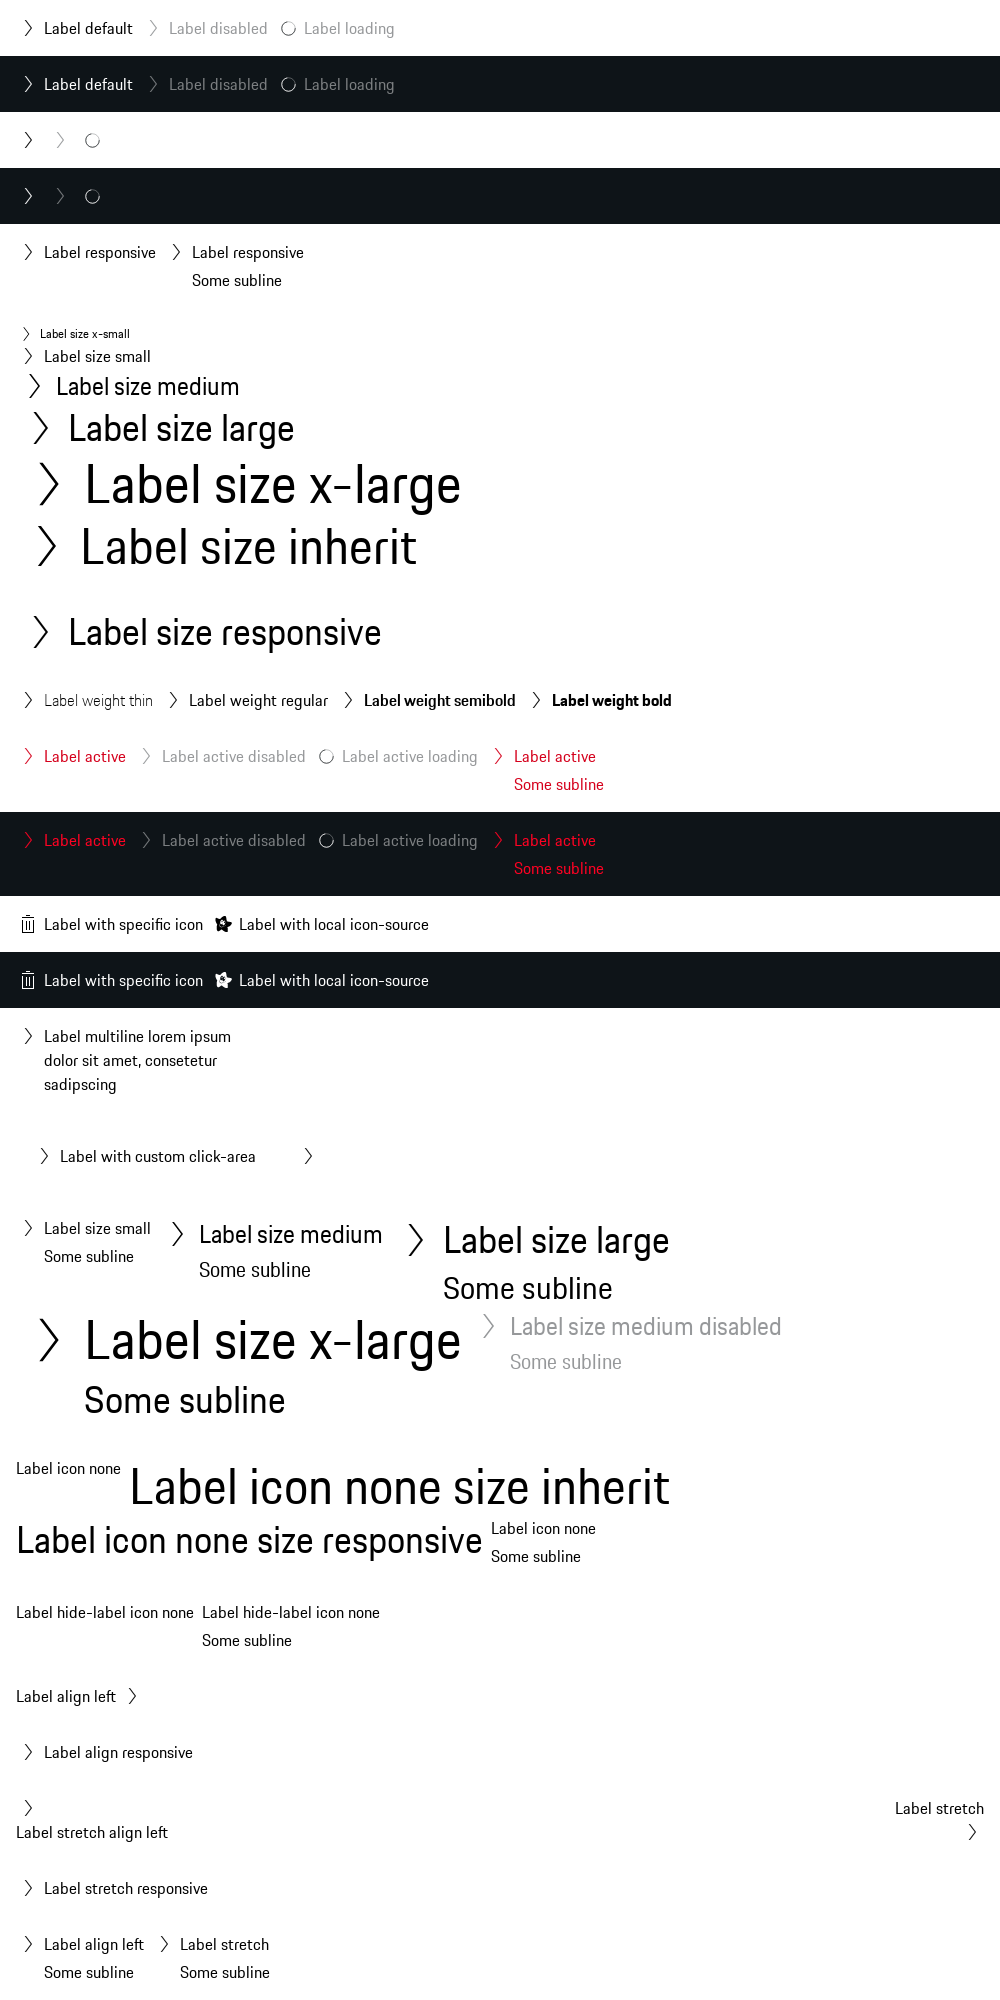 Label default Label disabled Label loading
Label default Label disabled Label loading
Label responsive Label responsive
Some subline
Label size x-small
Label size small
Label size medium
Label size large
Label size x-large
Label size inherit
Label size responsive
Label weight thin Label weight regular Label weight semibold Label weight bold
Label active Label active disabled Label active loading Label active
Some subline
Label active Label active disabled Label active loading Label active
Some subline
Label with specific icon Label with local icon-source
Label with specific icon Label with local icon-source
Label multiline lorem ipsum
dolor sit amet, consetetur
sadipscing
Label with custom click-area
Label size small Label size medium Label size large
Some subline Some subline Some subline
Label size x-large Label size medium disabled
Some subline Some subline
Label icon none Label icon none size inherit
Label icon none size responsive Label icon none
Some subline
Label hide-label icon none Label hide-label icon none
Some subline
Label align left
Label align responsive
Label stretch
Label stretch align left
Label stretch responsive
Label align left Label stretch
Some subline Some subline